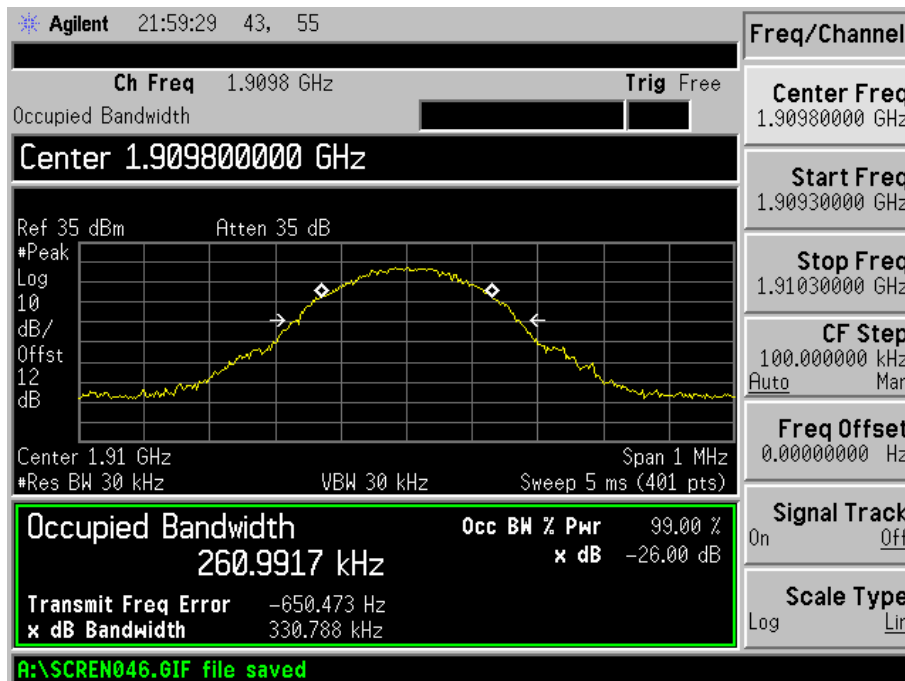 Agilent 21:59:29 43, 55
Ch Freq 1.9098 GHz Trig Free
Occupied Bandwidth
Center 1.909800000 GHz
Ref 35 dBm Atten 35 dB
#Peak
Log
10
dB/
Offst
12
dB
Center 1.91 GHz Span 1 MHz
#Res BW 30 kHz VBW 30 kHz Sweep 5 ms (401 pts)
Occupied Bandwidth Occ BW % Pwr 99.00 %
260.9917 kHz x dB -26.00 dB
Transmit Freq Error -650.473 Hz
x dB Bandwidth 330.788 kHz
A:\SCREN046.GIF file saved
Freq/Channel
Center Freq
1.90980000 GHz
Start Freq
1.90930000 GHz
Stop Freq
1.91030000 GHz
CF Step
100.000000 kHz
Auto Man
Freq Offset
0.00000000 Hz
Signal Track
On Off
Scale Type
Log Lin